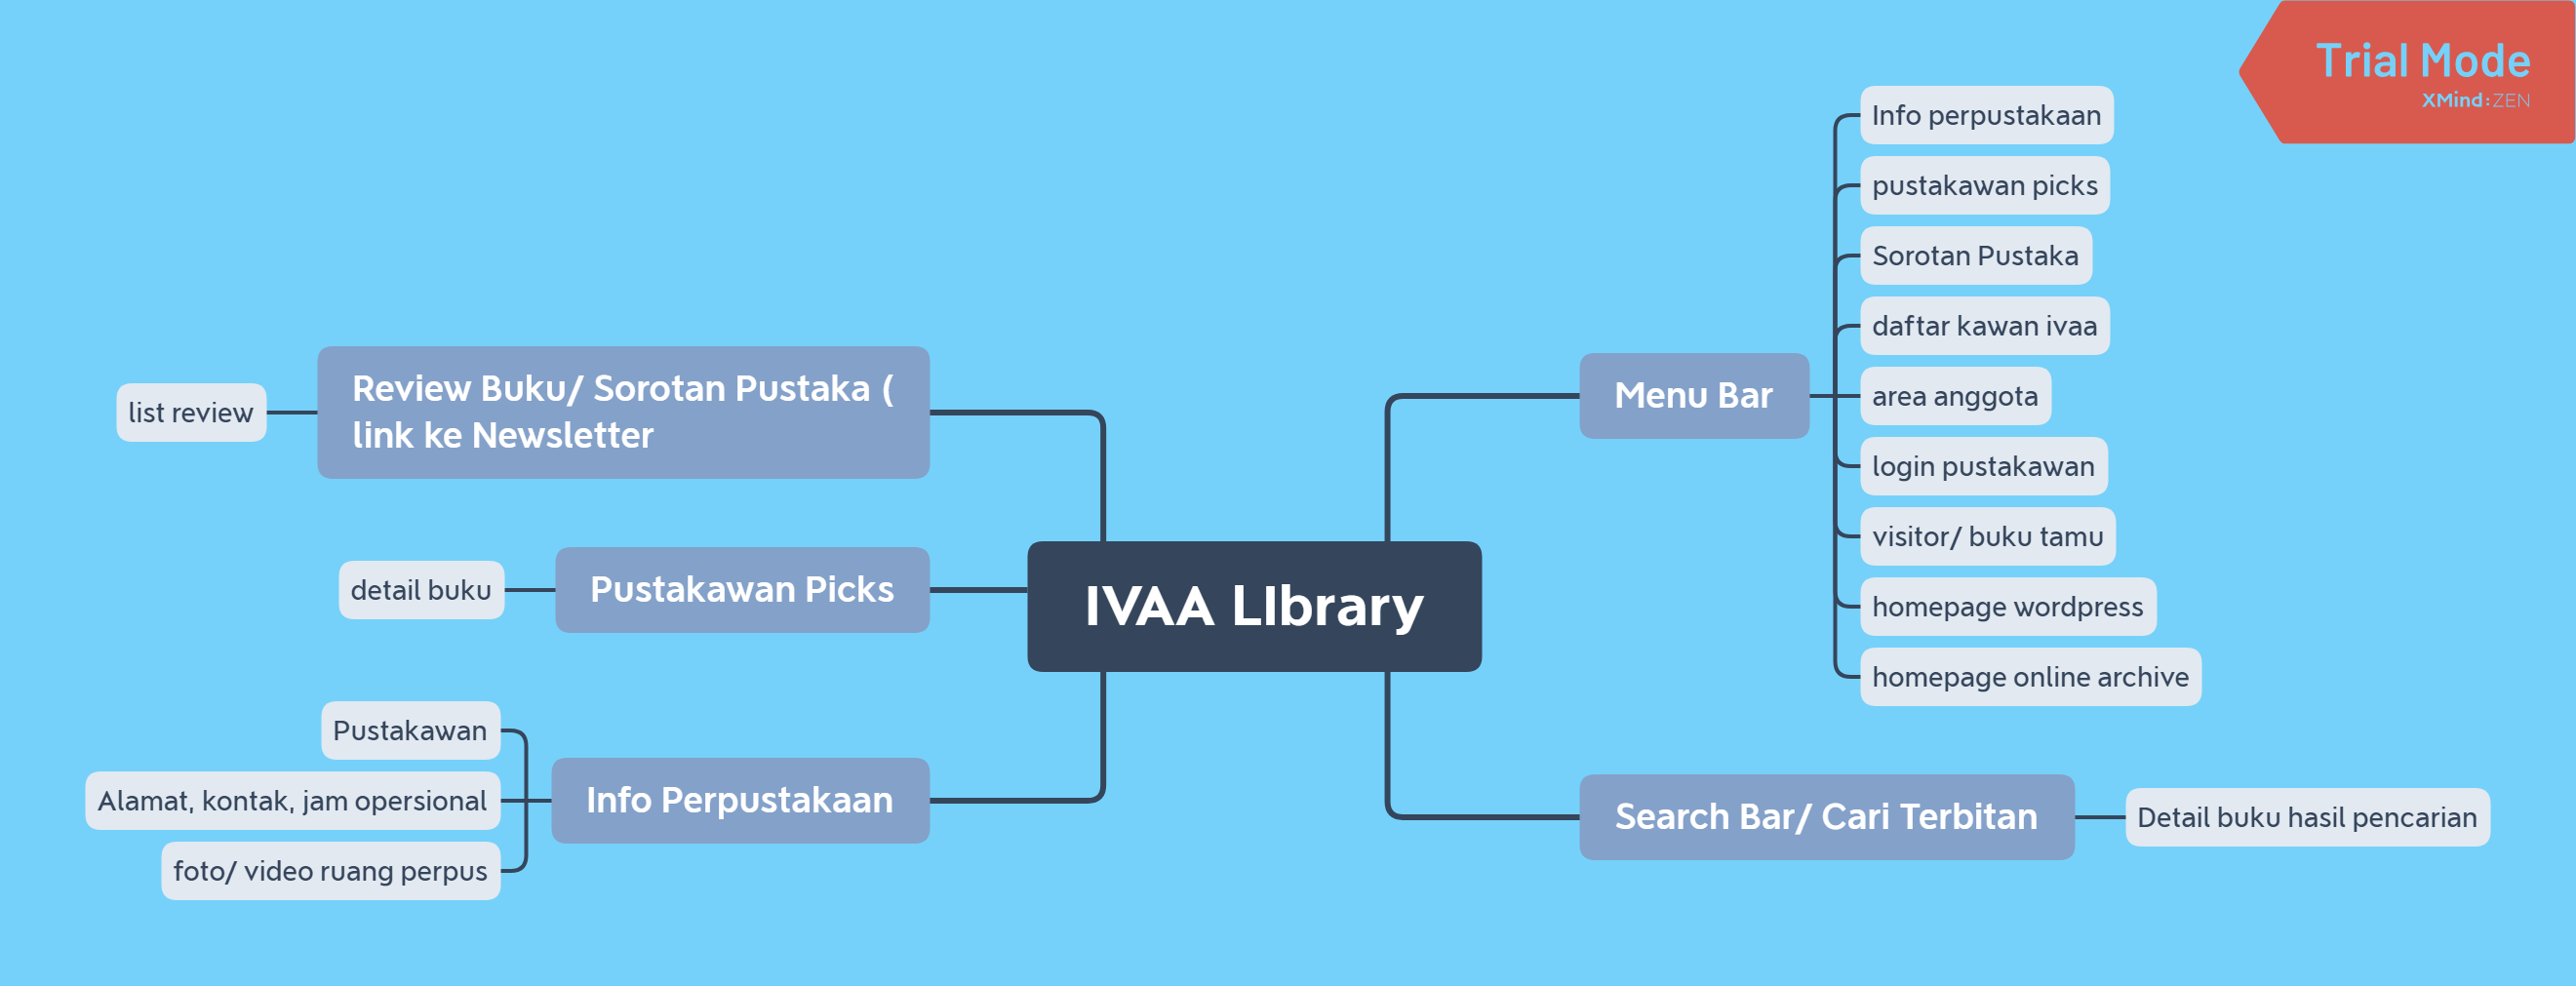 Trial Mode
XMind:ZEN
IVAA LIbrary
Menu Bar
Info perpustakaan
pustakawan picks
Sorotan Pustaka
daftar kawan ivaa
area anggota
login pustakawan
visitor/ buku tamu
homepage wordpress
homepage online archive
Search Bar/ Cari Terbitan
Detail buku hasil pencarian
Review Buku/ Sorotan Pustaka (
link ke Newsletter
list review
Pustakawan Picks
detail buku
Info Perpustakaan
Pustakawan
Alamat, kontak, jam opersional
foto/ video ruang perpus